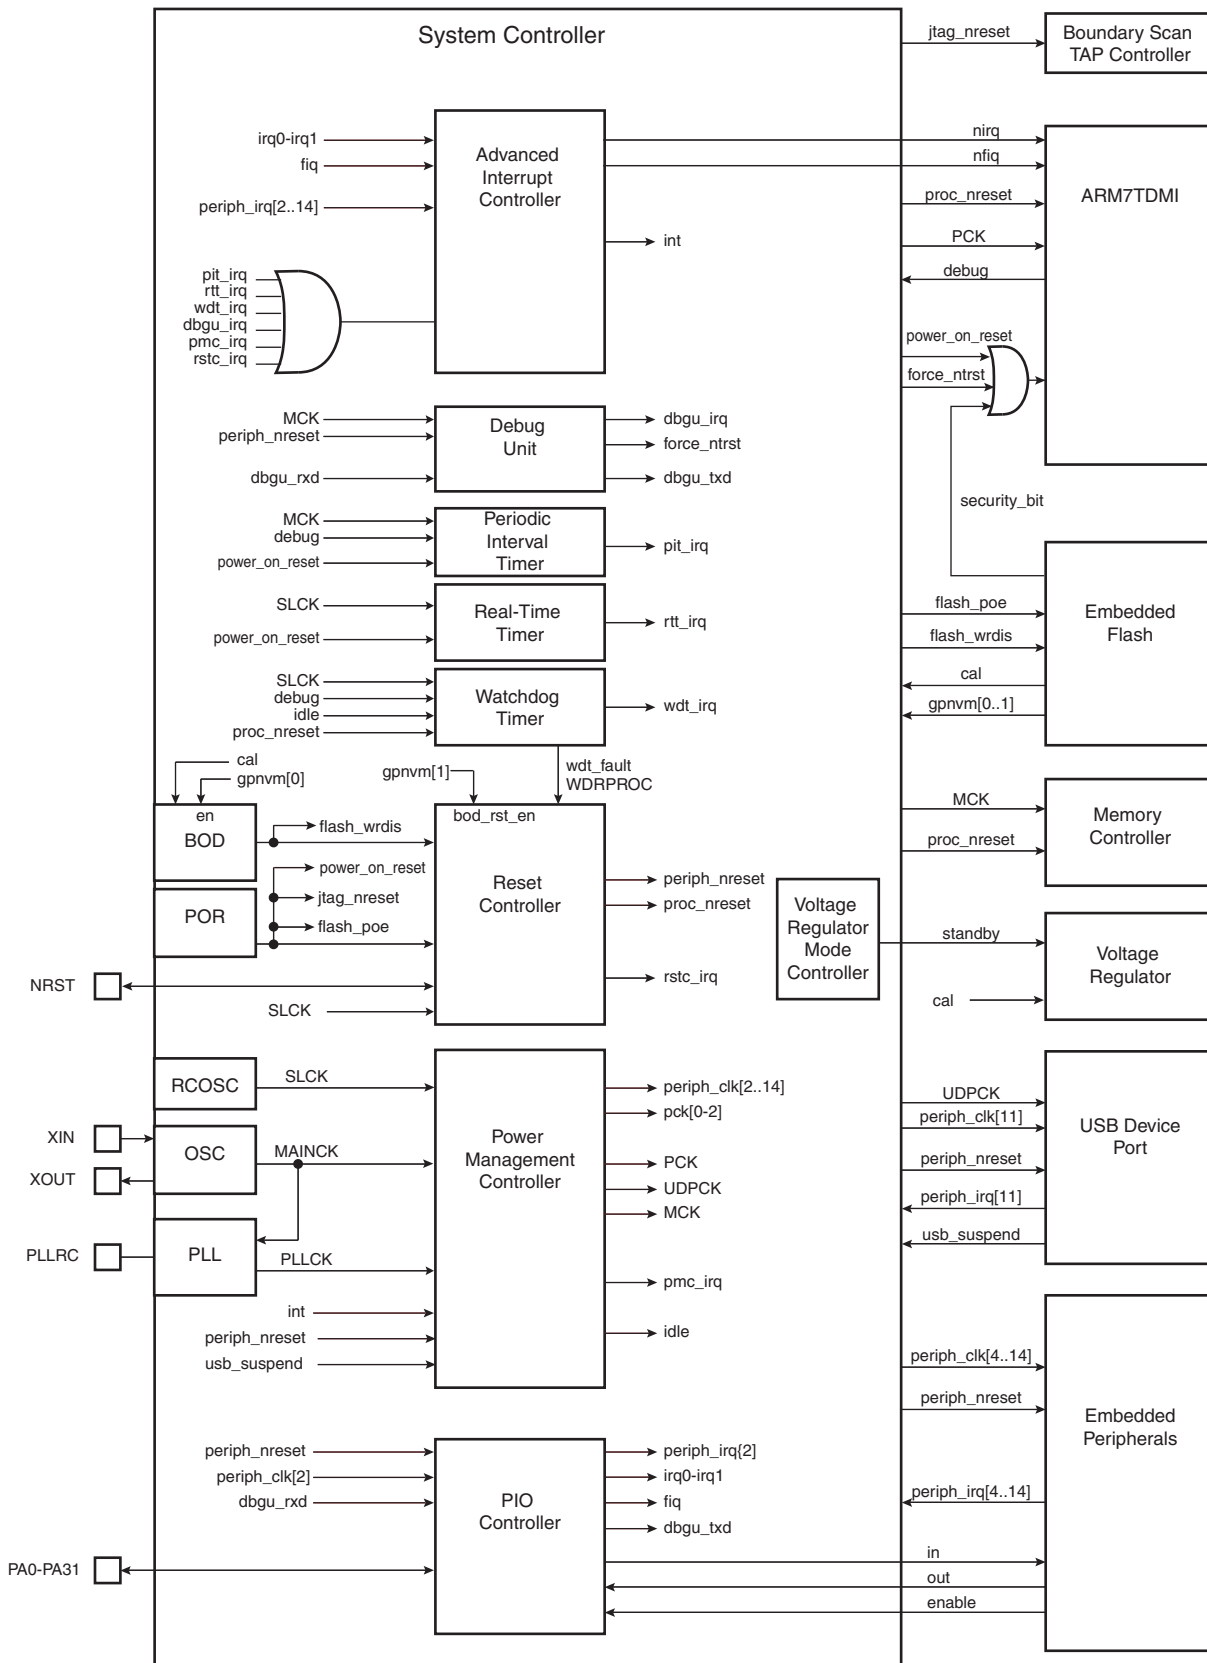 System Controller
jtag_nreset
Boundary Scan
TAP Controller
irq0-irq1
fiq
periph_irq[2..14]
Advanced
Interrupt
Controller
int
nirq
nfiq
proc_nreset
PCK
debug
ARM7TDMI
pit_irq
rtt_irq
wdt_irq
dbgu_irq
pmc_irq
rstc_irq
power_on_reset
force_ntrst
security_bit
MCK
periph_nreset
dbgu_rxd
Debug
Unit
dbgu_irq
force_ntrst
dbgu_txd
MCK
debug
power_on_reset
Periodic
Interval
Timer
pit_irq
SLCK
power_on_reset
Real-Time
Timer
rtt_irq
flash_poe
flash_wrdis
cal
gpnvm[0..1]
Embedded
Flash
SLCK
debug
idle
proc_nreset
Watchdog
Timer
wdt_irq
cal
gpnvm[0]
gpnvm[1]
wdt_fault
WDRPROC
en
BOD
bod_rst_en
flash_wrdis
power_on_reset
jtag_nreset
flash_poe
POR
Reset
Controller
periph_nreset
proc_nreset
rstc_irq
NRST
SLCK
MCK
proc_nreset
Memory
Controller
Voltage
Regulator
Mode
Controller
standby
cal
Voltage
Regulator
RCOSC
SLCK
XIN
XOUT
OSC
MAINCK
PLLRC
PLL
PLLCK
int
periph_nreset
usb_suspend
Power
Management
Controller
periph_clk[2..14]
pck[0-2]
PCK
UDPCK
MCK
pmc_irq
idle
UDPCK
periph_clk[11]
periph_nreset
periph_irq[11]
usb_suspend
USB Device
Port
periph_clk[4..14]
periph_nreset
periph_irq[4..14]
Embedded
Peripherals
periph_nreset
periph_clk[2]
dbgu_rxd
PIO
Controller
periph_irq{2]
irq0-irq1
fiq
dbgu_txd
PA0-PA31
in
out
enable